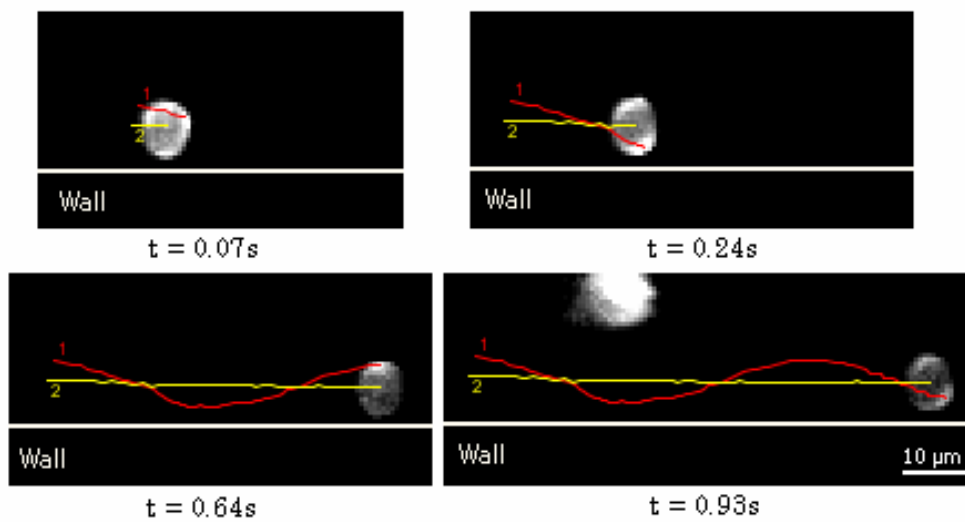 1
2
Wall
t = 0.07s
1
2
Wall
t = 0.24s
1
2
Wall
t = 0.64s
1
2
Wall
10 µm
t = 0.93s